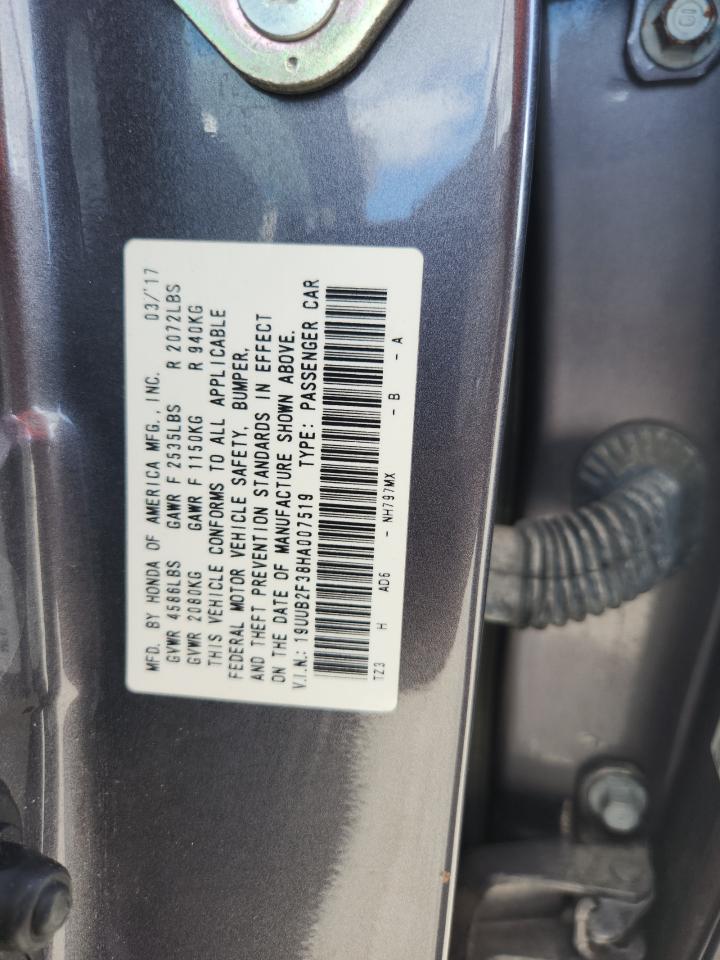 MFD. BY HONDA OF AMERICA MFG., INC. 03/'17
GVWR 4586LBS GAWR F 2535LBS R 2072LBS
GVWR 2080KG GAWR F 1150KG R 940KG
THIS VEHICLE CONFORMS TO ALL APPLICABLE
FEDERAL MOTOR VEHICLE SAFETY, BUMPER,
AND THEFT PREVENTION STANDARDS IN EFFECT
ON THE DATE OF MANUFACTURE SHOWN ABOVE.
V.I.N.: 19UUB2F38HA007519 TYPE: PASSENGER CAR
TZ3 H AD6 - NH797MX - B - A